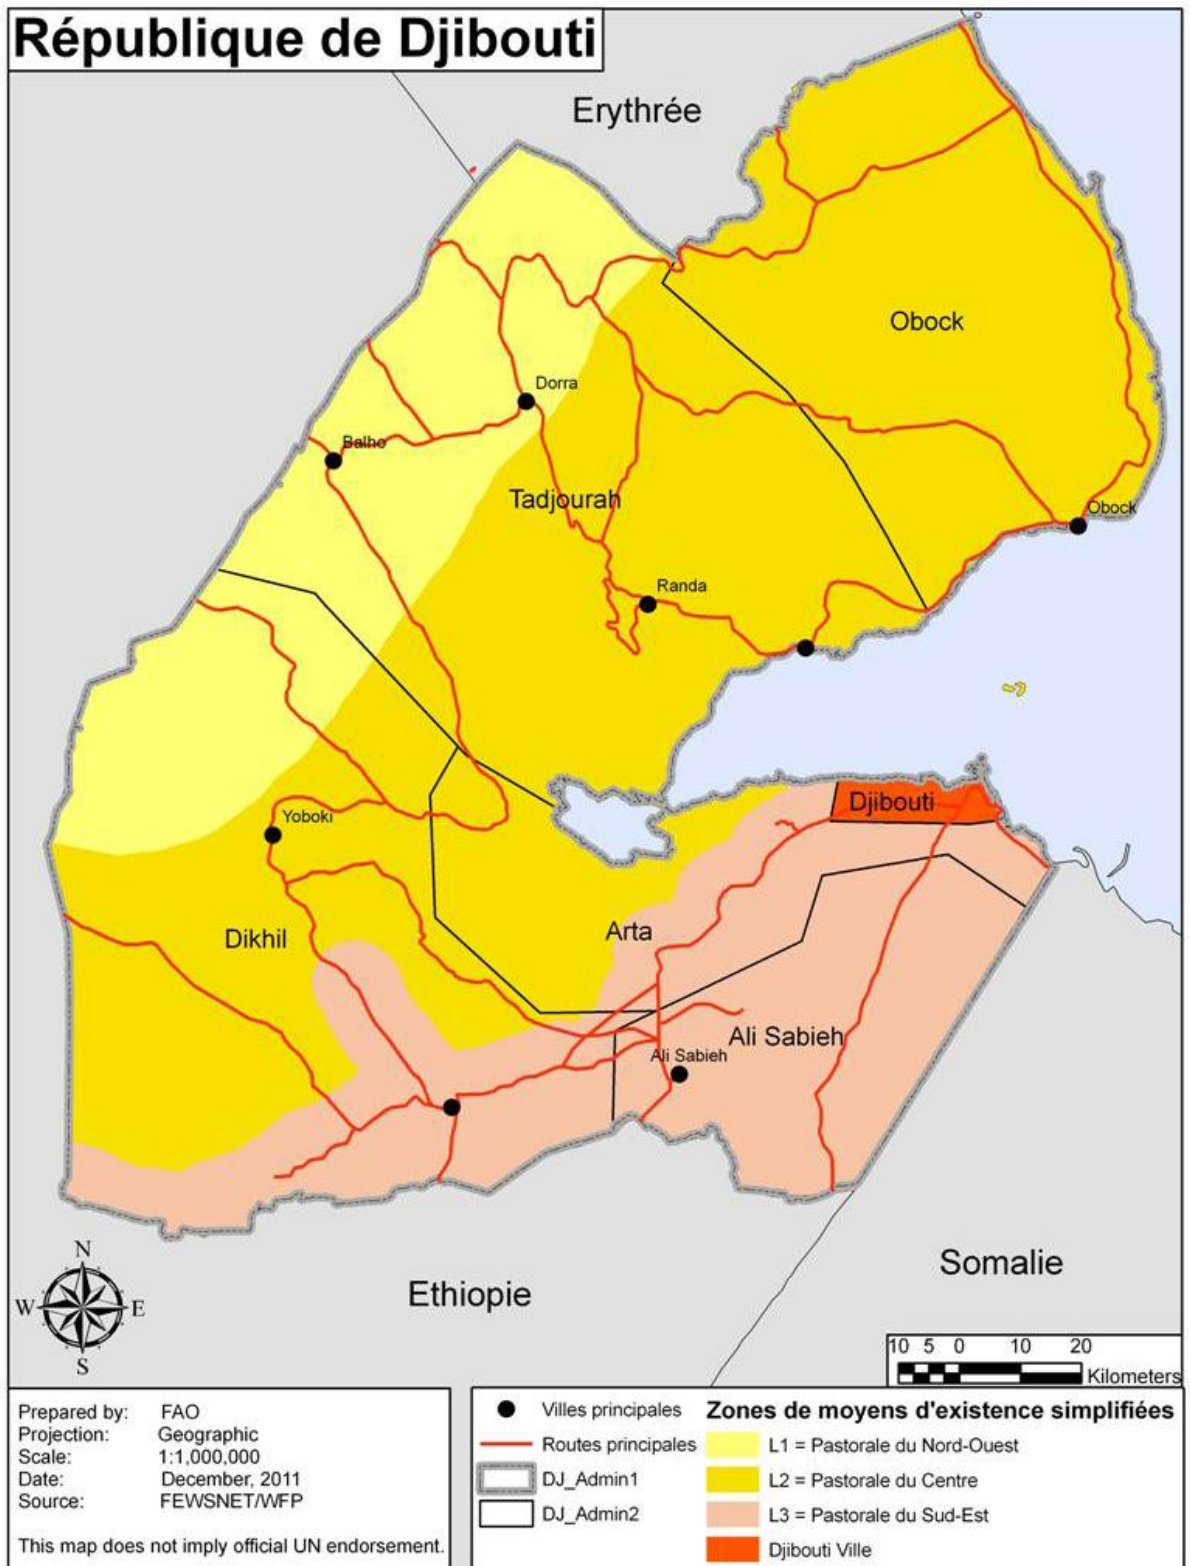 République de Djibouti
Erythrée
Obock
Dorra
Balho
Tadjourah
Obock
Randa
Djibouti
Yoboki
Arta
Dikhil
Ali Sabieh
Ali Sabieh
Somalie
Ethiopie
N
W E
S
10 5 0 10 20
Kilometers
Prepared by: FAO
Projection: Geographic
Scale: 1:1,000,000
Date: December, 2011
Source: FEWSNET/WFP
This map does not imply official UN endorsement.
Villes principales
Routes principales
DJ_Admin1
DJ_Admin2
Zones de moyens d'existence simplifiées
L1 = Pastorale du Nord-Ouest
L2 = Pastorale du Centre
L3 = Pastorale du Sud-Est
Djibouti Ville